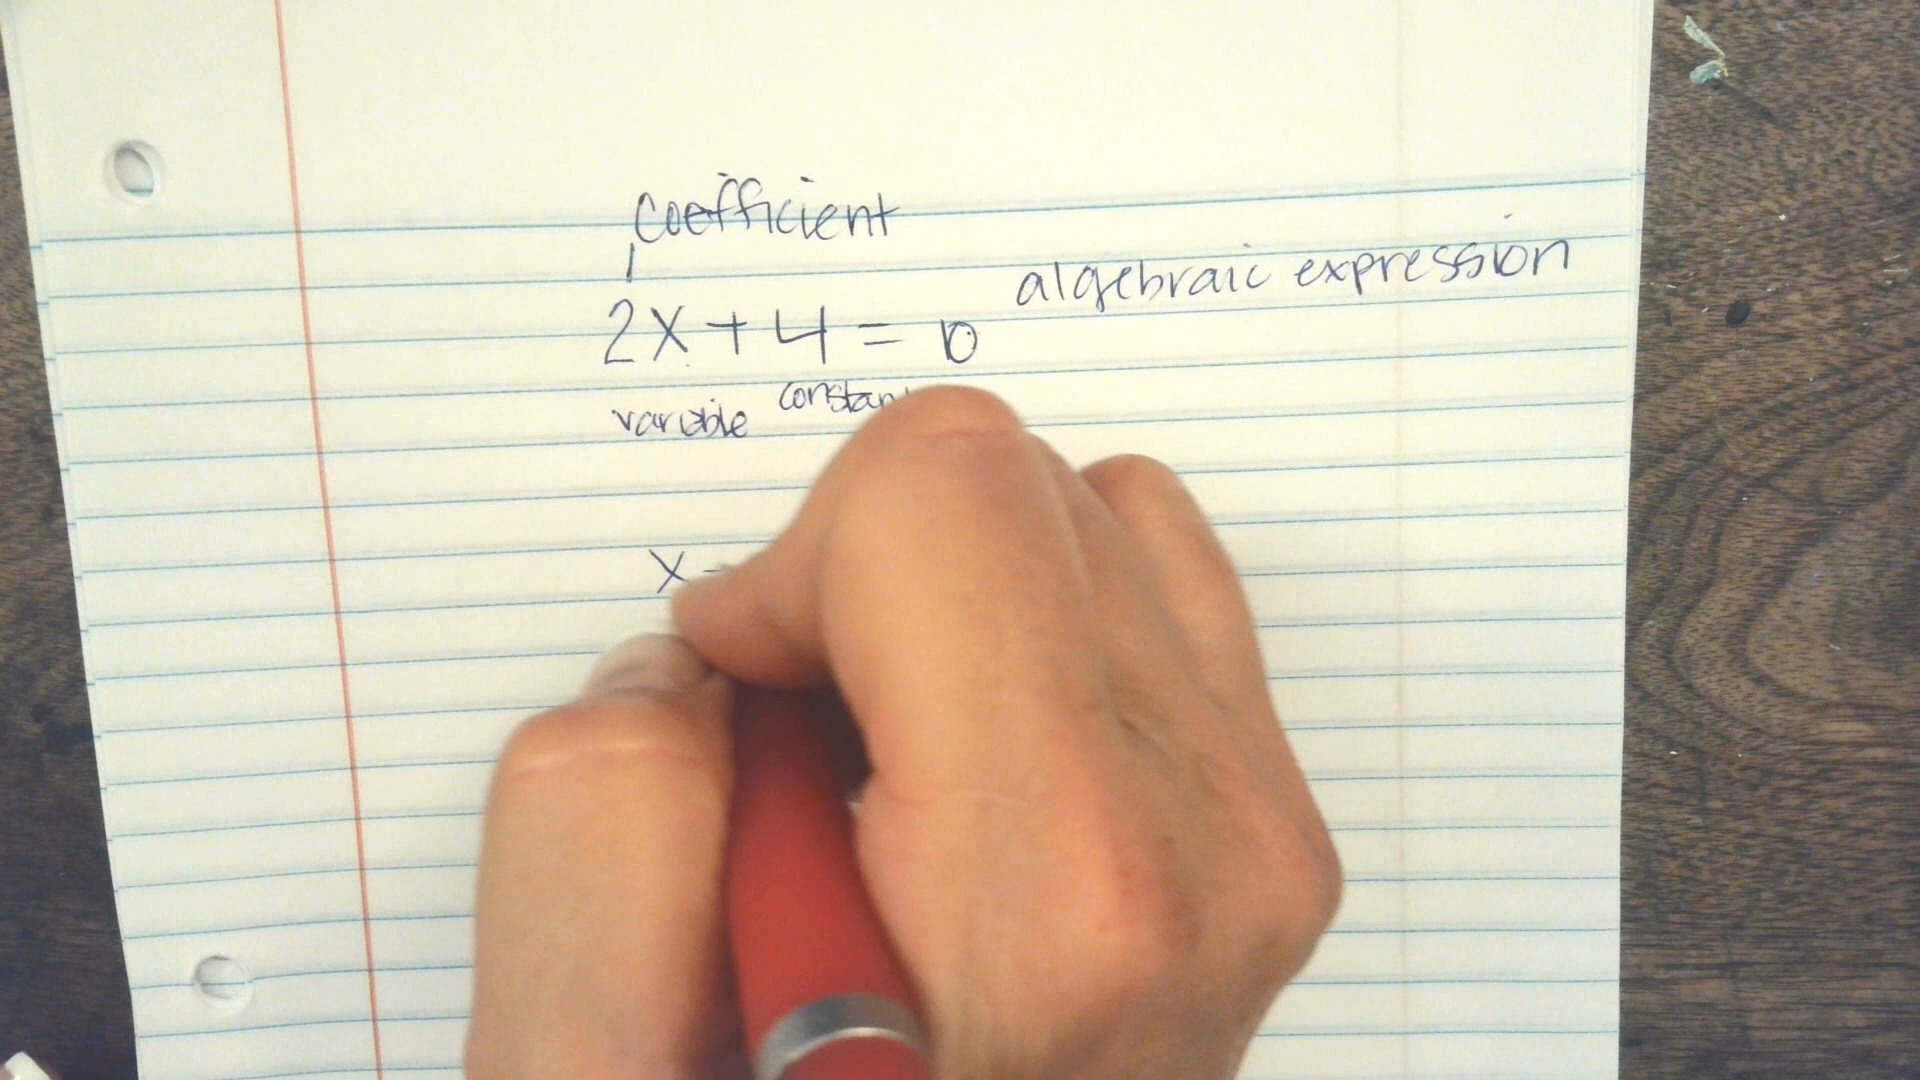 Coefficient
algebraic expression
2x + 4 = 10
variable
x